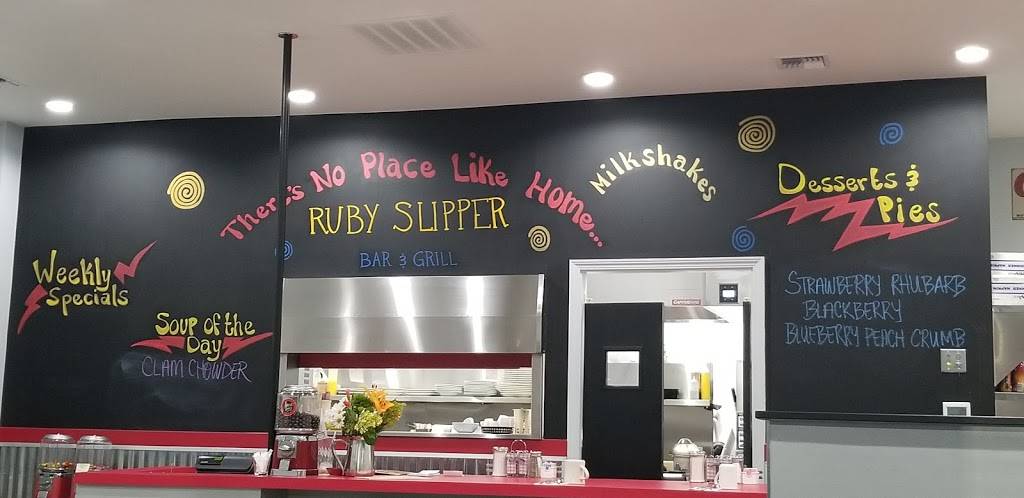 There's No Place Like Home...
RUBY SLIPPER
BAR & GRILL
Milkshakes
Desserts &
Pies
STRAWBERRY RHUBARB
BLACKBERRY
BLUEBERRY PEACH CRUMB
Weekly
Specials
Soup of the
Day
CLAM CHOWDER